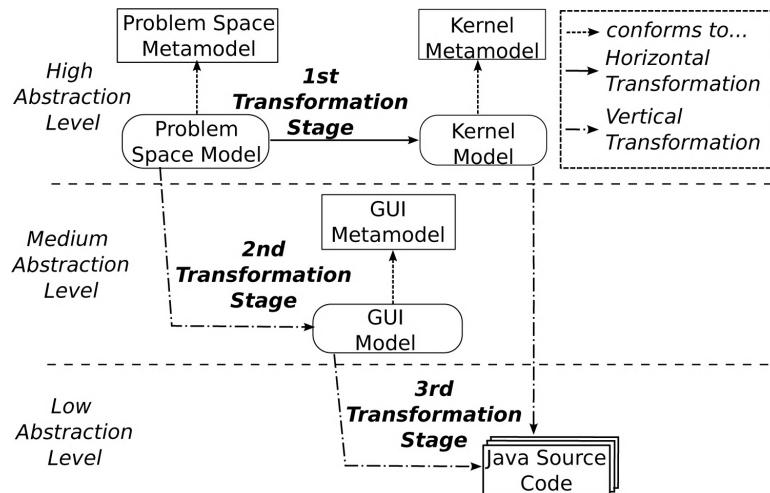 Problem Space
Metamodel
Kernel
Metamodel
conforms to...
Horizontal
Transformation
Vertical
Transformation
High
Abstraction
Level
1st
Transformation
Stage
Problem
Space Model
Kernel
Model
Medium
Abstraction
Level
GUI
Metamodel
2nd
Transformation
Stage
GUI
Model
Low
Abstraction
Level
3rd
Transformation
Stage
Java Source
Code